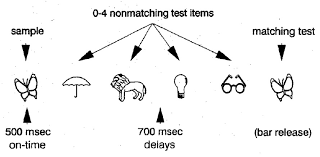 0-4 nonmatching test items
sample
matching test
500 msec
on-time
700 msec
delays
(bar release)